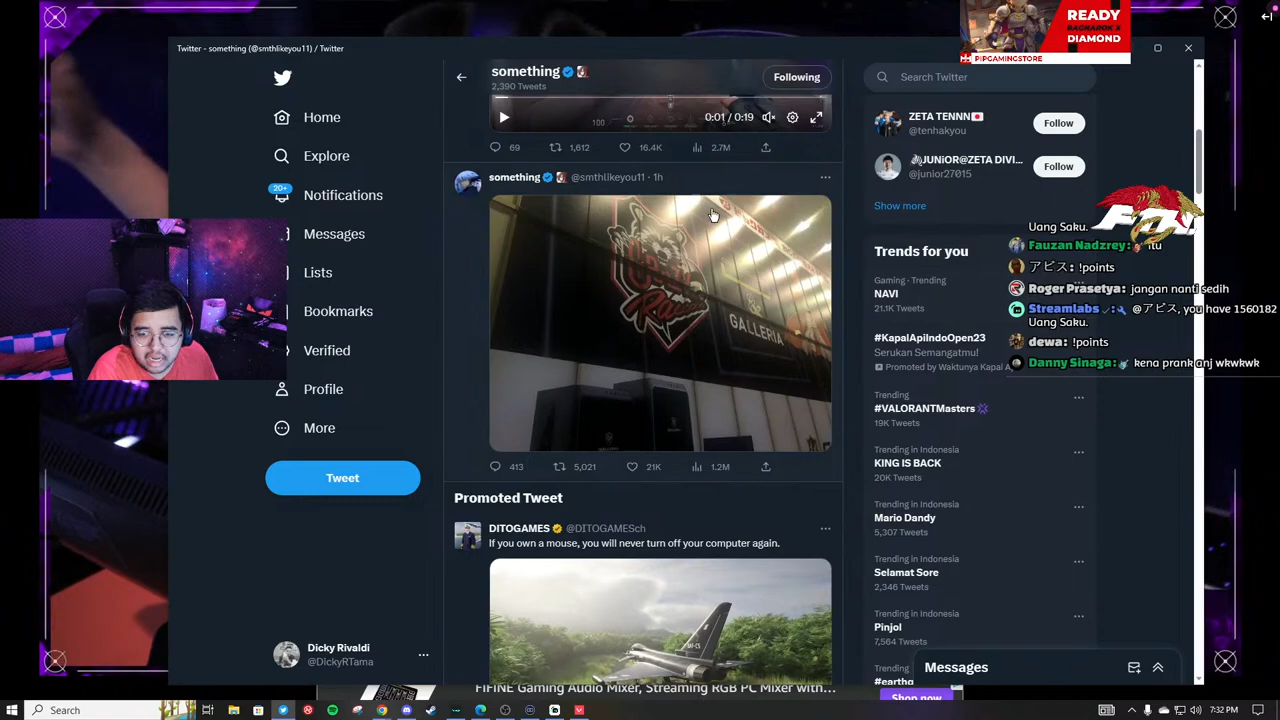 READY
RAGNAROK X
DIAMOND
PIPGAMINGSTORE
Twitter - something (@smthlikeyou11) / Twitter
something
2,390 Tweets
Following
Search Twitter
Home
Explore
20+
Notifications
Messages
Lists
Bookmarks
Verified
Profile
More
Tweet
Dicky Rivaldi
@DickyRTama
100
0:01 / 0:19
69
1,612
16.4K
2.7M
something @smthlikeyou11 · 1h
GALLERIA
413
5,021
21K
1.2M
Promoted Tweet
DITOGAMES @DITOGAMESch
If you own a mouse, you will never turn off your computer again.
ZETA TENNN
@tenhakyou
Follow
JUNiOR@ZETA DIVI...
@junior27015
Follow
Show more
Trends for you
Gaming · Trending
NAVI
21.1K Tweets
#KapalApiIndoOpen23
Serukan Semangatmu!
Promoted by Waktunya Kapal A
Trending
#VALORANTMasters
19K Tweets
Trending in Indonesia
KING IS BACK
20K Tweets
Trending in Indonesia
Mario Dandy
5,307 Tweets
Trending in Indonesia
Selamat Sore
2,346 Tweets
Trending in Indonesia
Pinjol
7,564 Tweets
Trending in Indonesia
Messages
Uang Saku.
Fauzan Nadzrey: itu
アビス: !points
Roger Prasetya: jangan nanti sedih
Streamlabs : @アビス, you have 1560182
Uang Saku.
dewa: !points
Danny Sinaga: kena prank anj wkwkwk
FIFINE Gaming Audio Mixer, Streaming RGB PC Mixer with...
Shop now
Search
7:32 PM